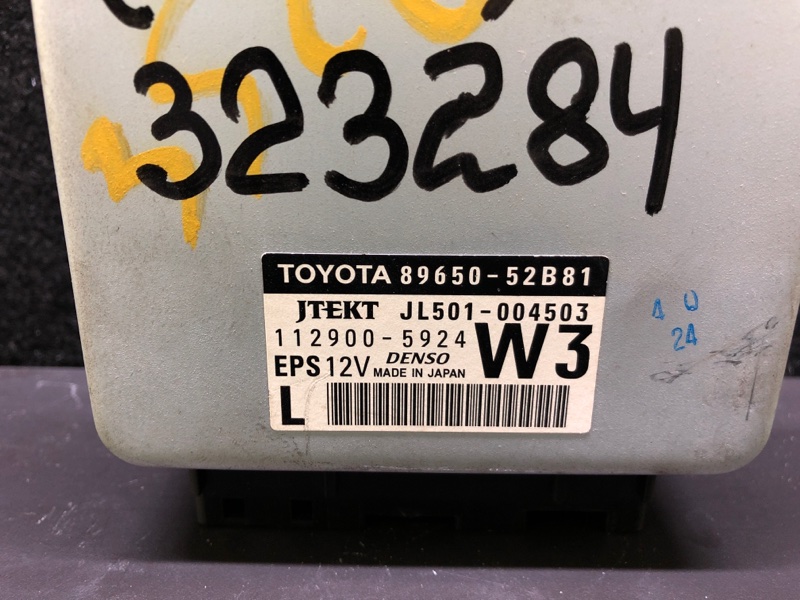 323284
TOYOTA 89650-52B81
JTEKT JL501-004503
112900-5924
W3
EPS 12V DENSO
MADE IN JAPAN
L
4 U
24